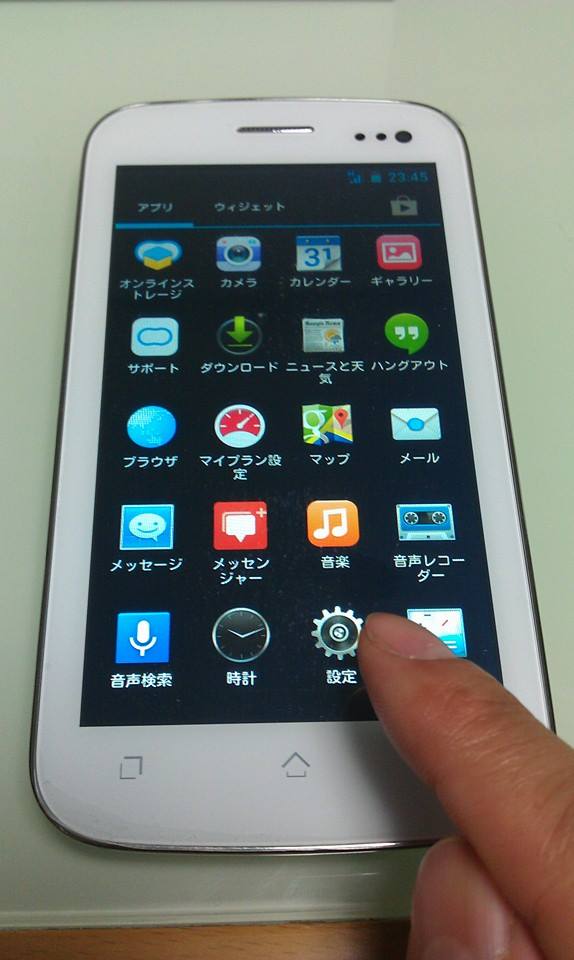 23:45
アプリ ウィジェット
31
オンラインス
トレージ
カメラ
カレンダー
ギャラリー
Google News
サポート
ダウンロード
ニュースと天
気
ハングアウト
ブラウザ
マイプラン設
定
マップ
メール
メッセージ
メッセン
ジャー
音楽
音声レコー
ダー
音声検索
時計
設定